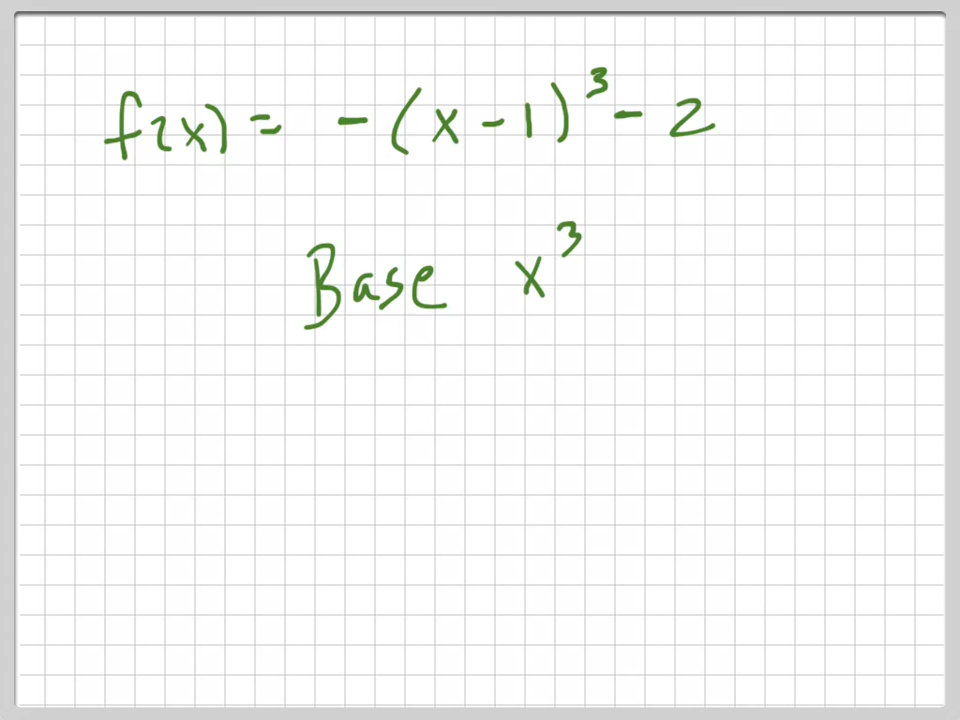 f(x) = -(x-1)³ - 2
Base x³